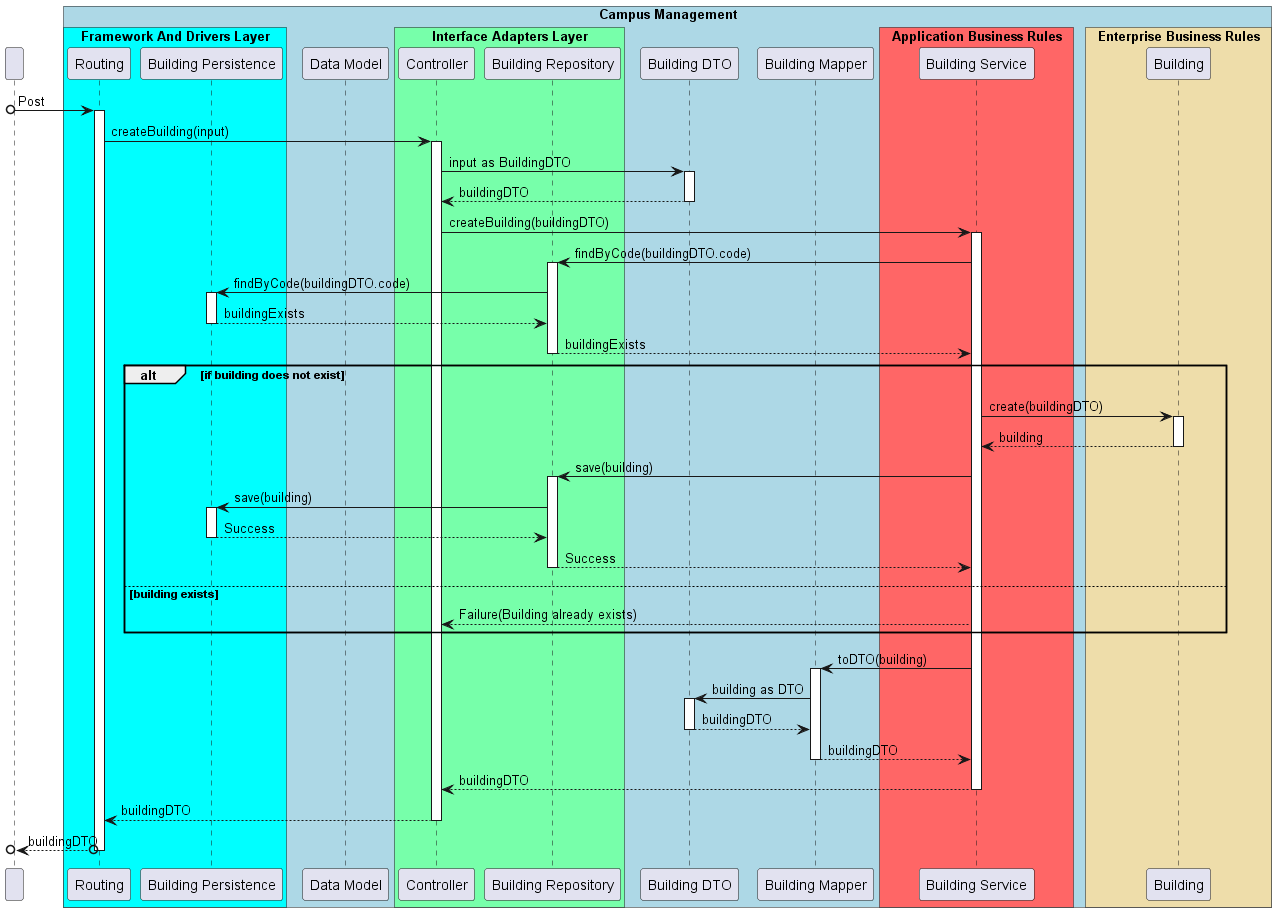 Campus Management
Framework And Drivers Layer
Interface Adapters Layer
Application Business Rules
Enterprise Business Rules
Routing
Building Persistence
Data Model
Controller
Building Repository
Building DTO
Building Mapper
Building Service
Building
Post
createBuilding(input)
input as BuildingDTO
buildingDTO
createBuilding(buildingDTO)
findByCode(buildingDTO.code)
findByCode(buildingDTO.code)
buildingExists
buildingExists
alt
[if building does not exist]
create(buildingDTO)
building
save(building)
save(building)
Success
Success
[building exists]
Failure(Building already exists)
toDTO(building)
building as DTO
buildingDTO
buildingDTO
buildingDTO
buildingDTO
buildingDTO
Routing
Building Persistence
Data Model
Controller
Building Repository
Building DTO
Building Mapper
Building Service
Building